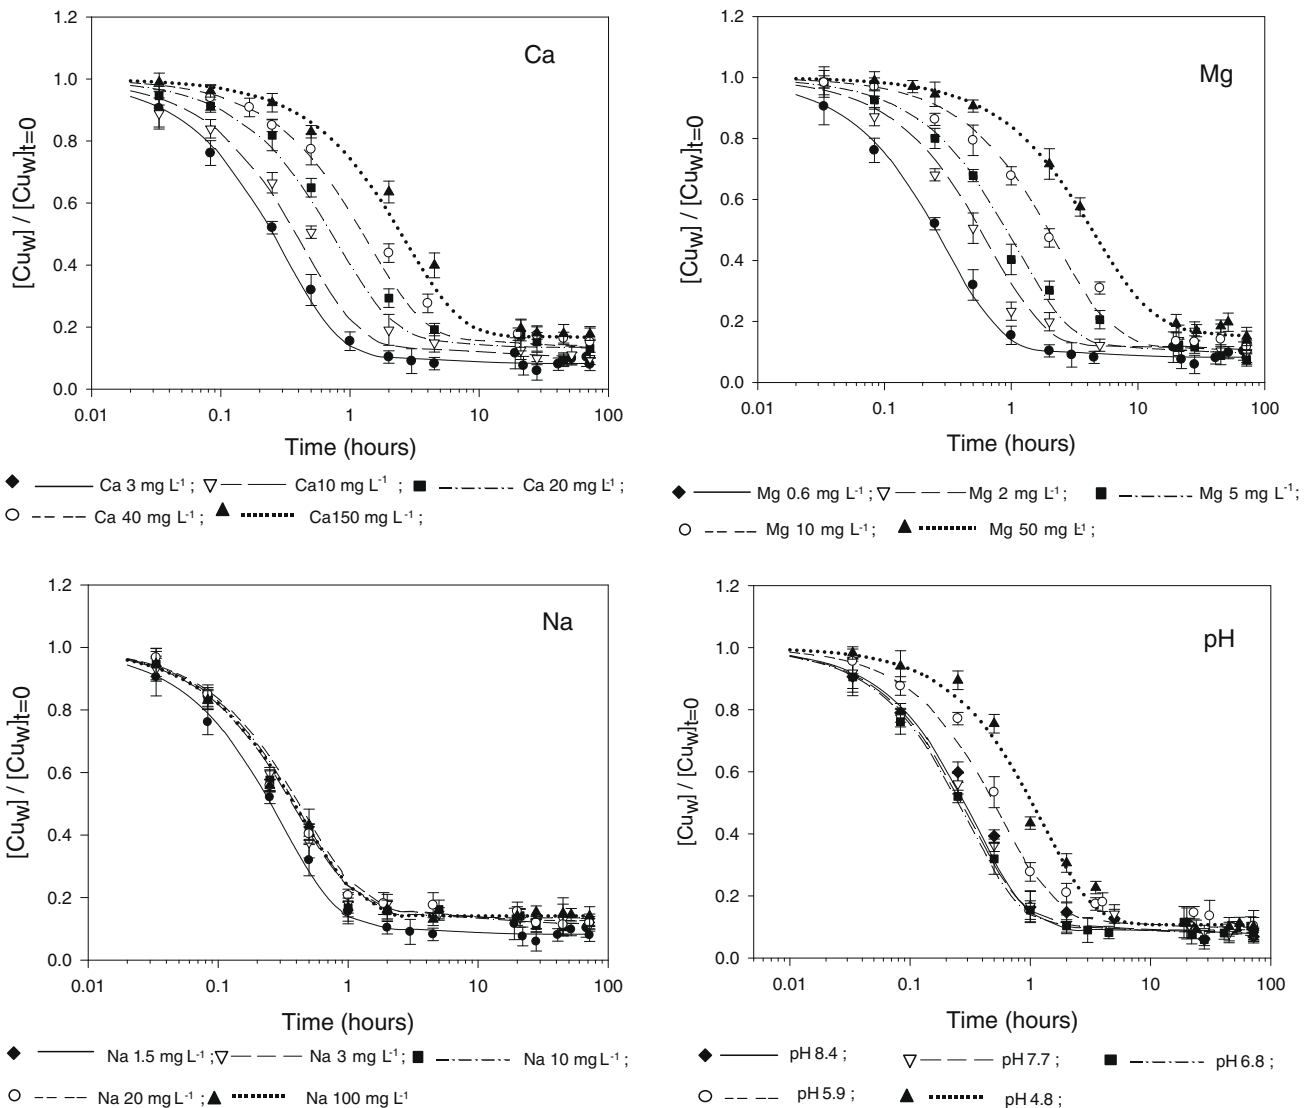 Ca
[Cuw] / [Cuw]t=0
1.2
1.0
0.8
0.6
0.4
0.2
0.0
0.01 0.1 1 10 100
Time (hours)
Ca 3 mg L-1 ; Ca10 mg L-1 ; Ca 20 mg L-1 ;
Ca 40 mg L-1 ; Ca150 mg L-1 ;
Mg
[Cuw] / [Cuw]t=0
1.2
1.0
0.8
0.6
0.4
0.2
0.0
0.01 0.1 1 10 100
Time (hours)
Mg 0.6 mg L-1 ; Mg 2 mg L-1 ; Mg 5 mg L-1 ;
Mg 10 mg L-1 ; Mg 50 mg L-1 ;
Na
[Cuw] / [Cuw]t=0
1.2
1.0
0.8
0.6
0.4
0.2
0.0
0.01 0.1 1 10 100
Time (hours)
Na 1.5 mg L-1 ; Na 3 mg L-1 ; Na 10 mg L-1 ;
Na 20 mg L-1 ; Na 100 mg L-1
pH
[Cuw] / [Cuw]t=0
1.2
1.0
0.8
0.6
0.4
0.2
0.0
0.01 0.1 1 10 100
Time (hours)
pH 8.4 ; pH 7.7 ; pH 6.8 ;
pH 5.9 ; pH 4.8 ;